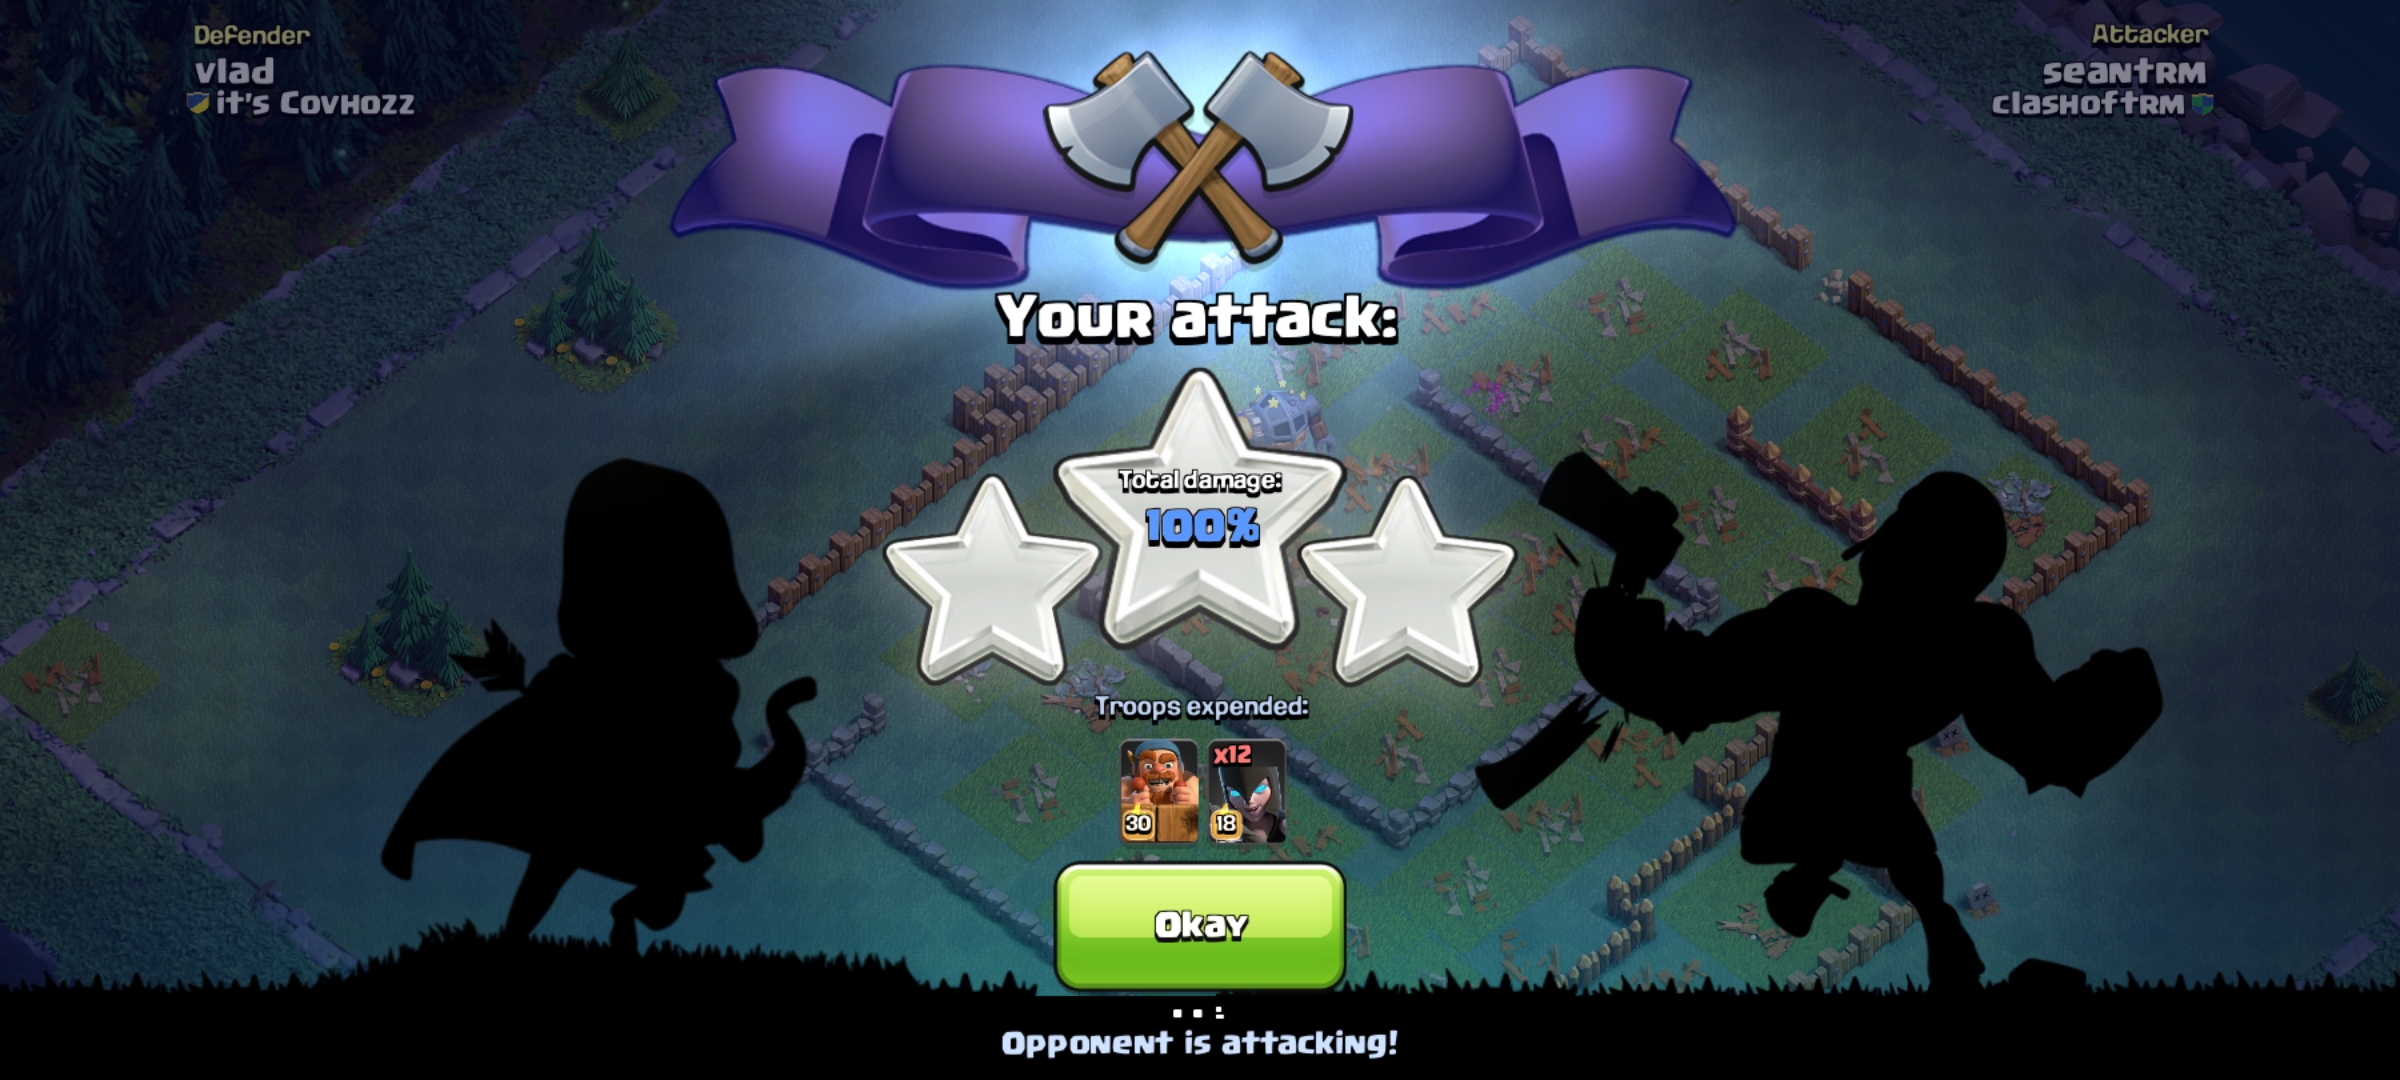 Defender
vlad
it's Covhozz
Attacker
seantrm
clashoftrm
Your attack:
Total damage:
100%
Troops expended:
30
x12
18
Okay
Opponent is attacking!